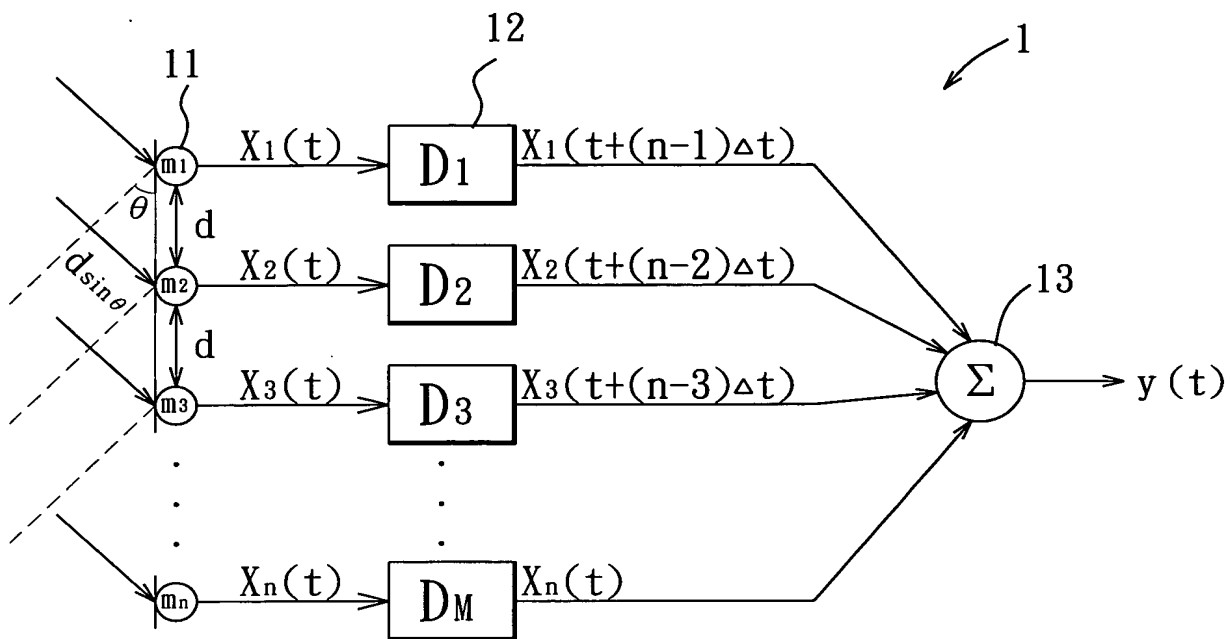 11
12
1
m1
X1(t)
D1
X1(t+(n-1)△t)
θ
d
d sinθ
m2
X2(t)
D2
X2(t+(n-2)△t)
13
d
m3
X3(t)
D3
X3(t+(n-3)△t)
Σ
y(t)
mn
Xn(t)
DM
Xn(t)